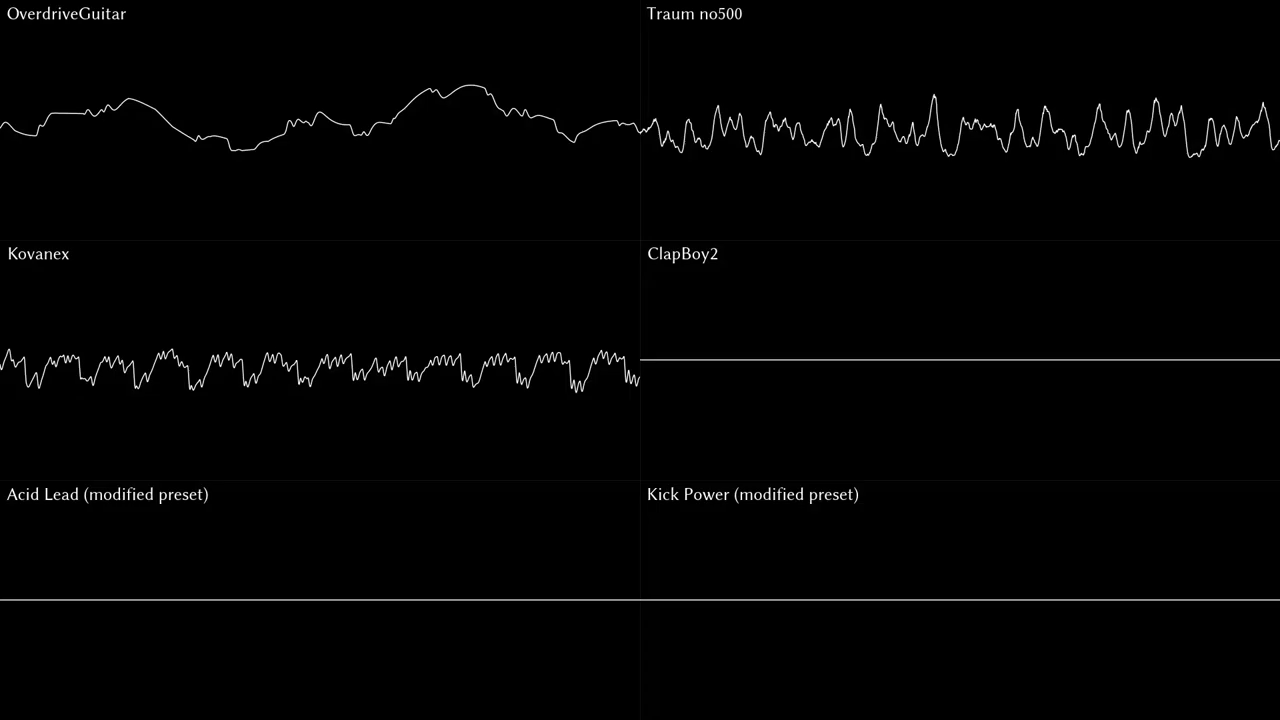 OverdriveGuitar
Traum no500
Kovanex
ClapBoy2
Acid Lead (modified preset)
Kick Power (modified preset)